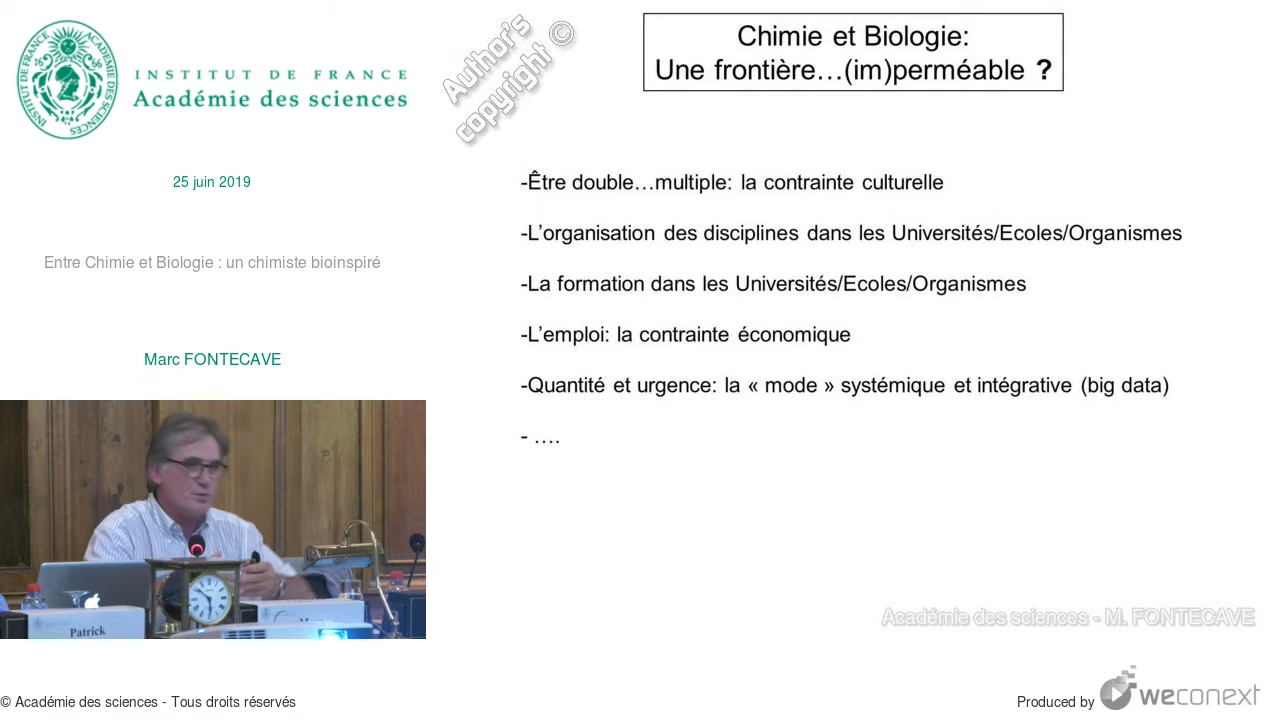 INSTITUT DE FRANCE
Académie des sciences
25 juin 2019
Entre Chimie et Biologie : un chimiste bioinspiré
Marc FONTECAVE
Patrick
Author's
copyright ©
Chimie et Biologie:
Une frontière…(im)perméable ?
-Être double…multiple: la contrainte culturelle
-L'organisation des disciplines dans les Universités/Ecoles/Organismes
-La formation dans les Universités/Ecoles/Organismes
-L'emploi: la contrainte économique
-Quantité et urgence: la « mode » systémique et intégrative (big data)
- ….
Académie des sciences - M. FONTECAVE
© Académie des sciences - Tous droits réservés
Produced by weconext